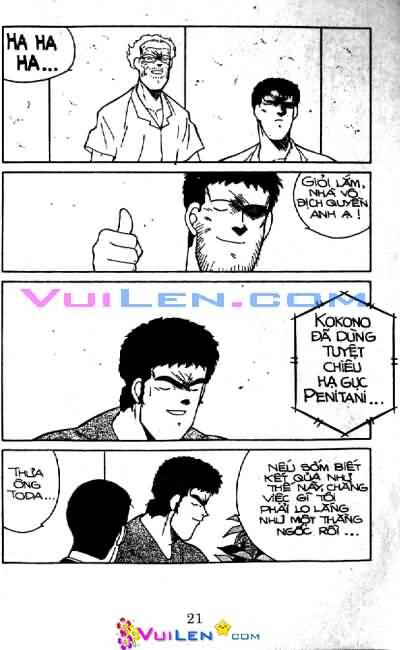 HA HA
HA...
GIỎI LẮM,
NHÀ VÔ
ĐỊCH QUYỀN
ANH Ạ!
VUILEN.COM
KOKONO
ĐÃ DÙNG
TUYỆT
CHIÊU
HẠ GỤC
PENITANI...
THƯA
ÔNG
TODA...
NẾU SỚM BIẾT
KẾT QUẢ NHƯ
THẾ NÀY, CHẲNG
VIỆC GÌ TÔI
PHẢI LO LẮNG
NHƯ MỘT THẰNG
NGỐC RỒI...
21
VUILEN.COM